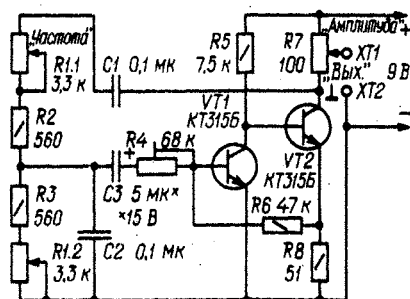 „Частота"
R1.1
3,3 к
R2
560
R3
560
R1.2
3,3 к
C1 0,1 мк
R4 68 к
+
C3 5 мк*
*15 В
C2 0,1 мк
R5
7,5 к
VT1
КТ315Б
R6 47 к
„Амплитуда" +
R7
100
XT1
„Вых."
⊥
XT2
9 В
–
VT2
КТ315Б
R8
51